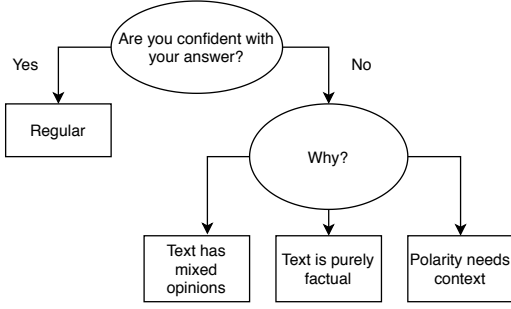 Are you confident with
your answer?
Yes
No
Regular
Why?
Text has
mixed
opinions
Text is purely
factual
Polarity needs
context